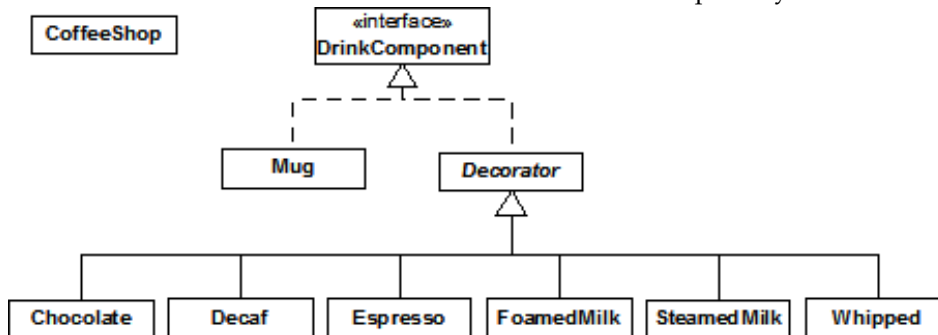 «interface»
DrinkComponent
CoffeeShop
Mug
Decorator
Chocolate
Decaf
Espresso
FoamedMilk
SteamedMilk
Whipped